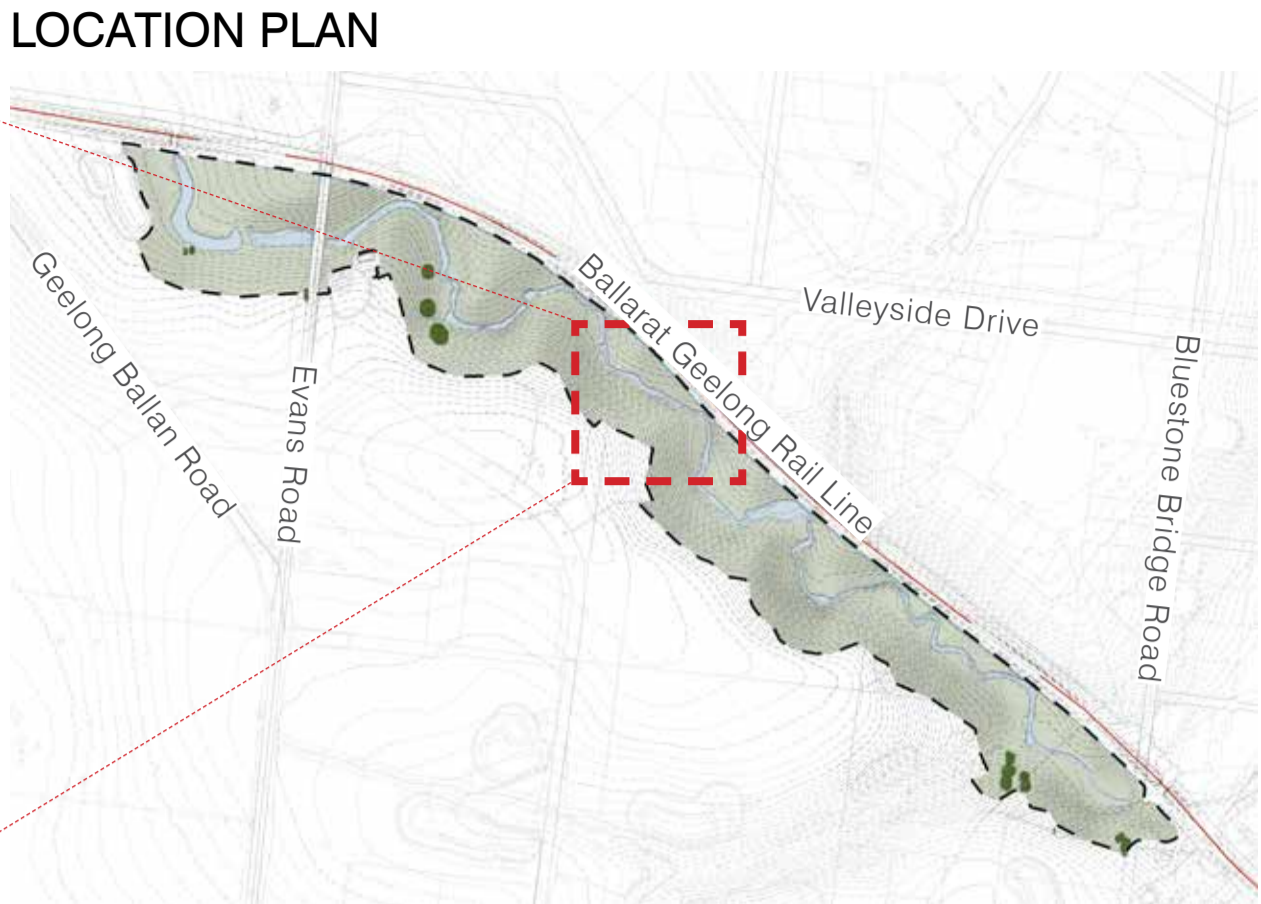 LOCATION PLAN
Geelong Ballan Road
Evans Road
Ballarat Geelong Rail Line
Valleyside Drive
Bluestone Bridge Road